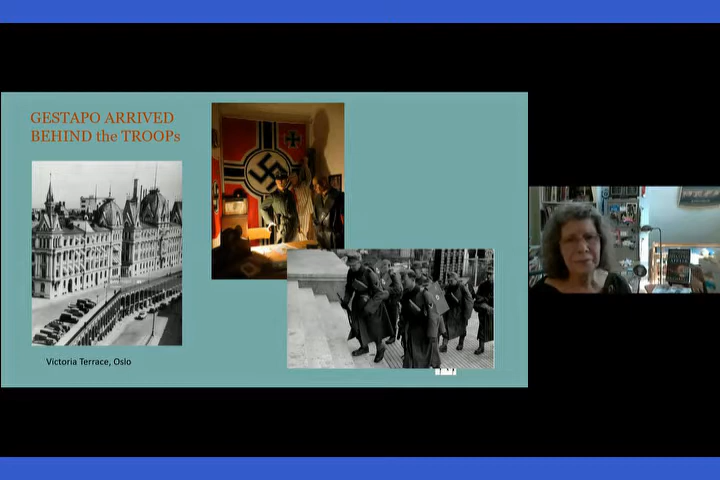 GESTAPO ARRIVED
BEHIND the TROOPs
Victoria Terrace, Oslo